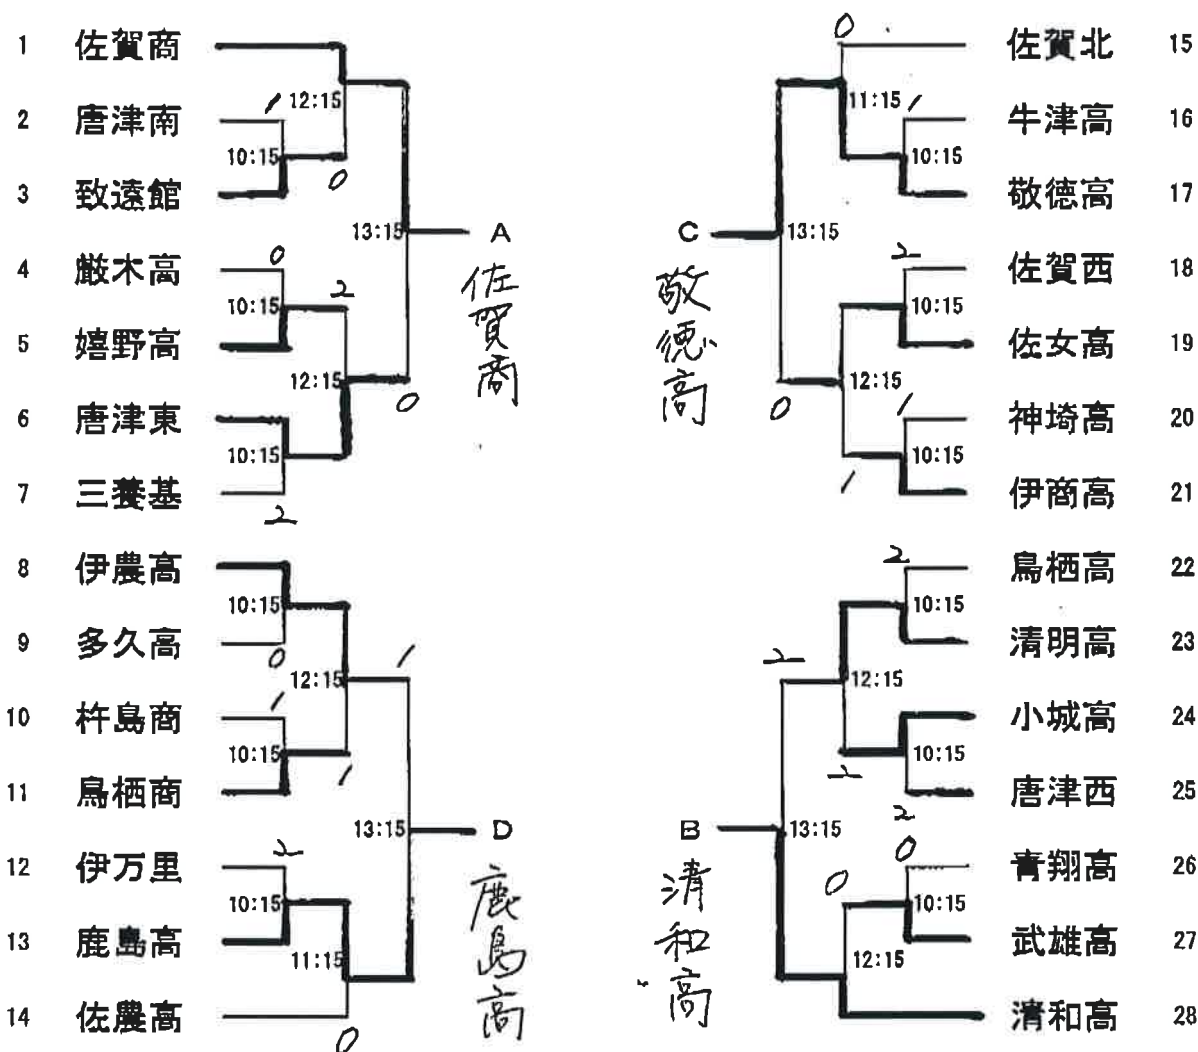 0
1 佐賀商 佐賀北 15
12:15 11:15
2 唐津南 1 1 牛津高 16
10:15 10:15
3 致遠館 0 敬徳高 17
13:15 A C 13:15
4 厳木高 0 2 佐賀西 18
10:15 2 佐賀商 敬徳高 10:15
5 嬉野高 佐女高 19
12:15 0 0 12:15
6 唐津東 1 神埼高 20
10:15 10:15
7 三養基 1 伊商高 21
2
8 伊農高 2 鳥栖高 22
10:15 10:15
9 多久高 0 清明高 23
12:15 1 2 12:15
10 杵島商 1 小城高 24
10:15 10:15
11 鳥栖商 1 2 唐津西 25
2
13:15 D B 13:15
12 伊万里 2 0 青翔高 26
10:15 鹿島高 清和高 0 10:15
13 鹿島高 武雄高 27
11:15 12:15
14 佐農高 清和高 28
0